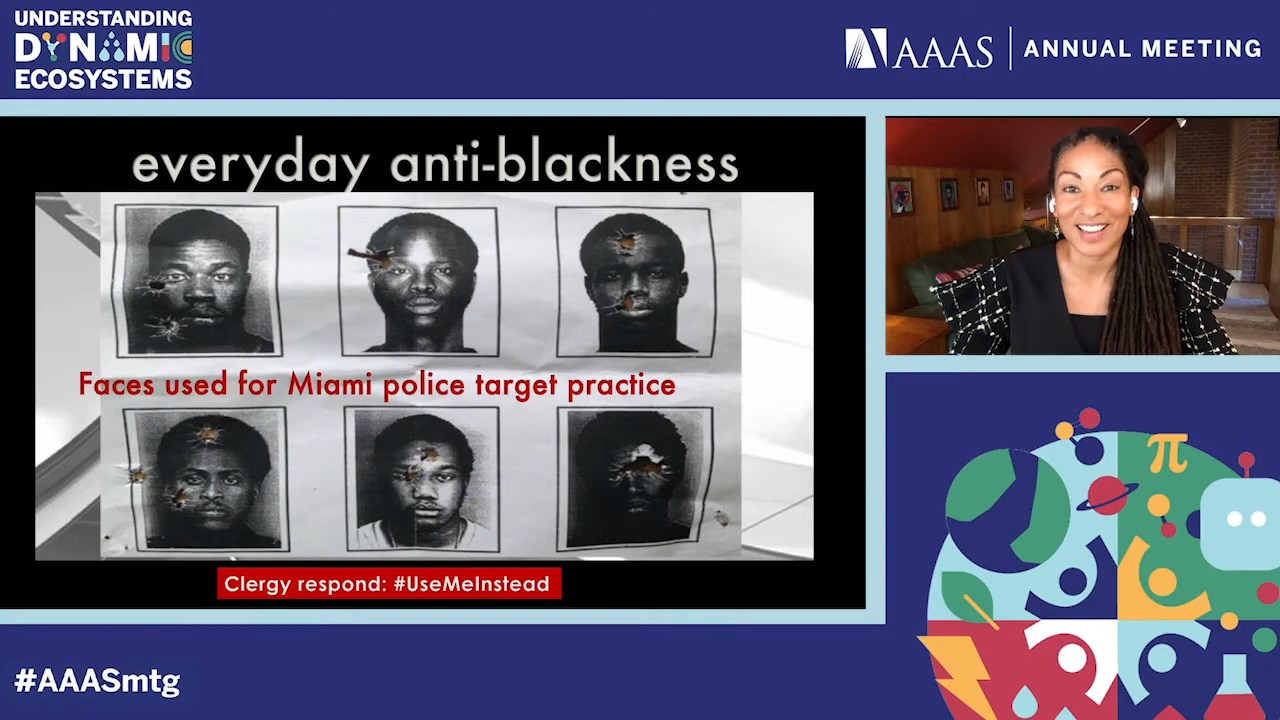 UNDERSTANDING
DYNAMIC
ECOSYSTEMS
AAAS
ANNUAL MEETING
everyday anti-blackness
Faces used for Miami police target practice
Clergy respond: #UseMeInstead
π
#AAASmtg